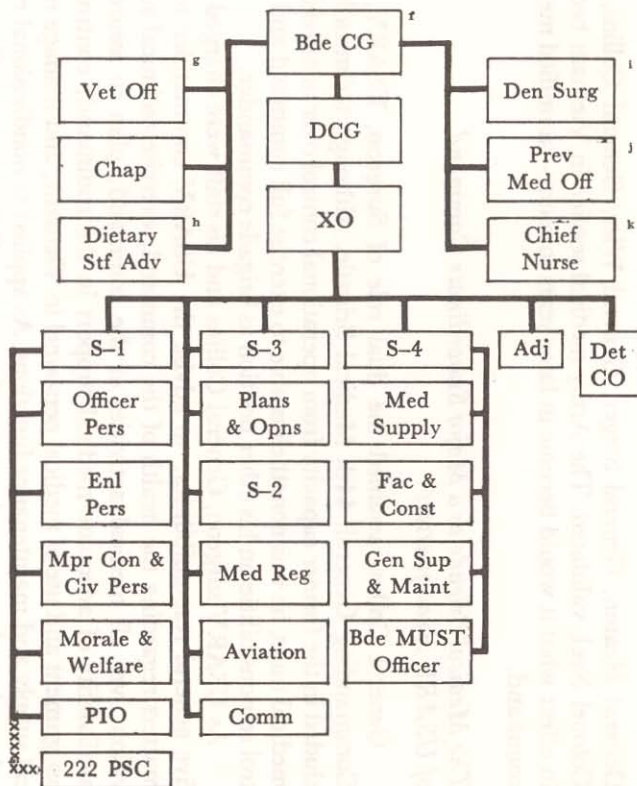 f
Bde CG
g
Vet Off
i
Den Surg
DCG
Chap
j
Prev
Med Off
XO
h
Dietary
Stf Adv
k
Chief
Nurse
S-1
S-3
S-4
Adj
Det
CO
Officer
Pers
Plans
& Opns
Med
Supply
Enl
Pers
S-2
Fac &
Const
Mpr Con &
Civ Pers
Med Reg
Gen Sup
& Maint
Morale &
Welfare
Aviation
Bde MUST
Officer
PIO
Comm
xxxxx
xxx
222 PSC